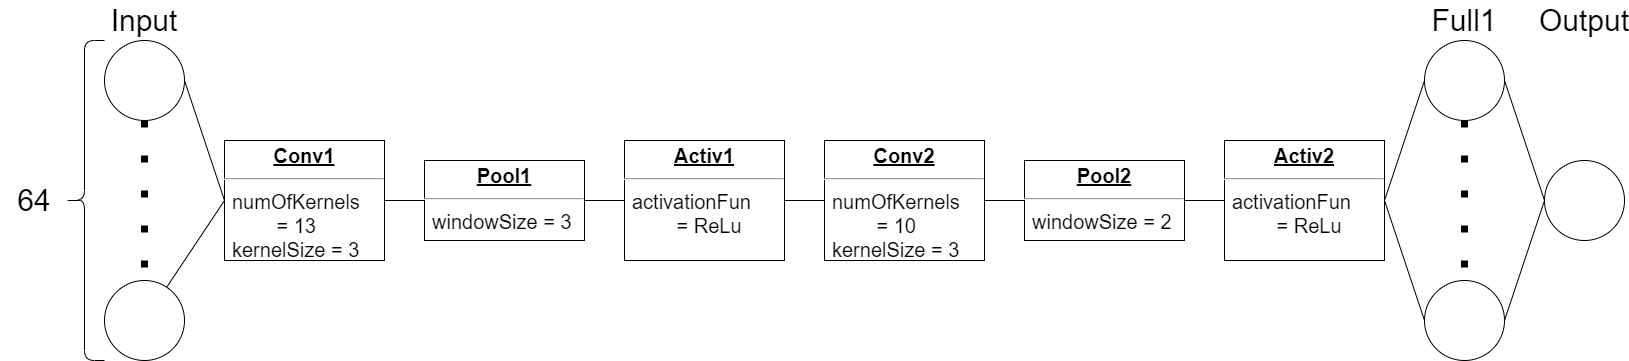 Input
Full1
Output
64
Conv1
numOfKernels
= 13
kernelSize = 3
Pool1
windowSize = 3
Activ1
activationFun
= ReLu
Conv2
numOfKernels
= 10
kernelSize = 3
Pool2
windowSize = 2
Activ2
activationFun
= ReLu